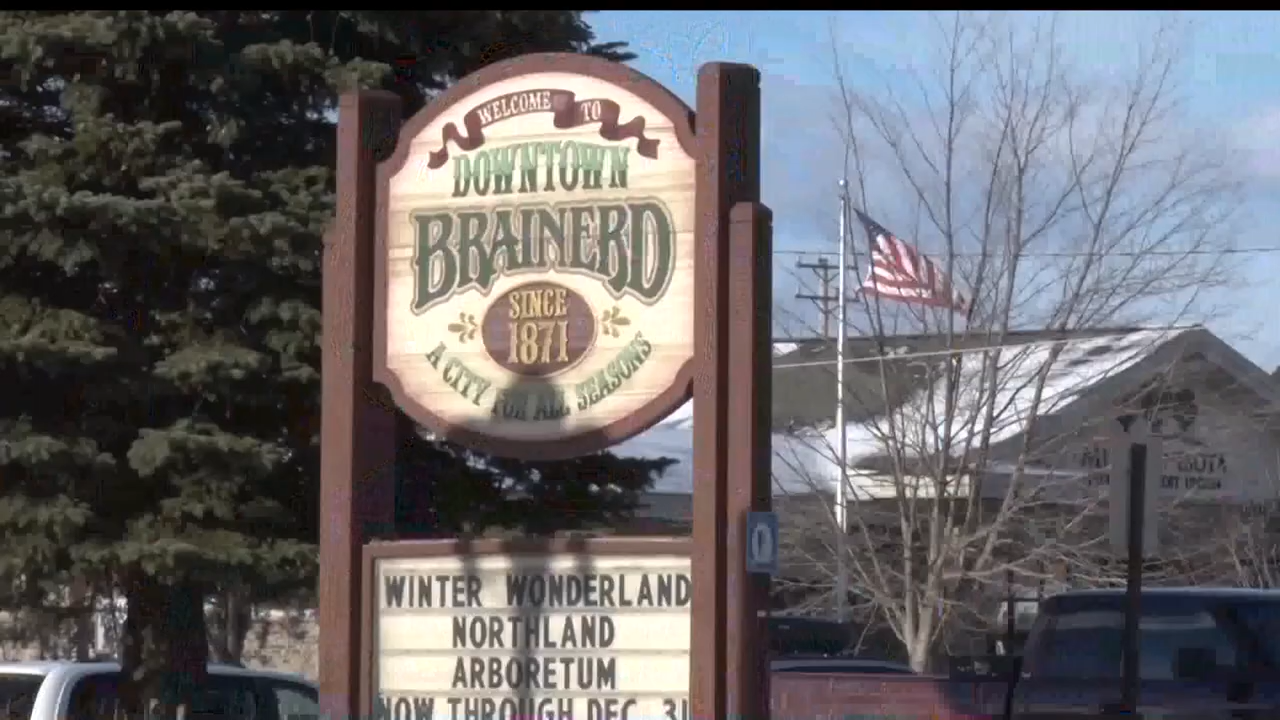 WELCOME TO
DOWNTOWN
BRAINERD
SINCE
1871
A CITY FOR ALL SEASONS
WINTER WONDERLAND
NORTHLAND
ARBORETUM
NOW THROUGH DEC. 31